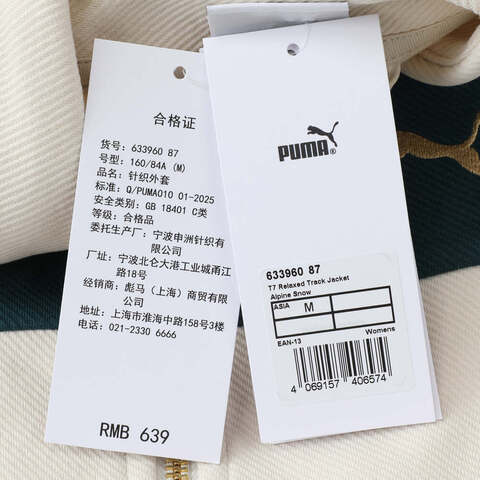 合格证
货号: 633960 87
号型: 160/84A (M)
品名: 针织外套
标准: Q/PUMA010 01-2025
安全类别: GB 18401 C类
等级: 合格品
委托生产厂: 宁波申洲针织有
限公司
厂址: 宁波北仑大港工业城甬江
路18号
经销商: 彪马（上海）商贸有
限公司
地址: 上海市淮海中路158号3楼
电话: 021-2330 6666
RMB 639
PUMA®
633960 87
T7 Relaxed Track Jacket
Alpine Snow
ASIA M
EAN-13 Womens
4 069157 406574